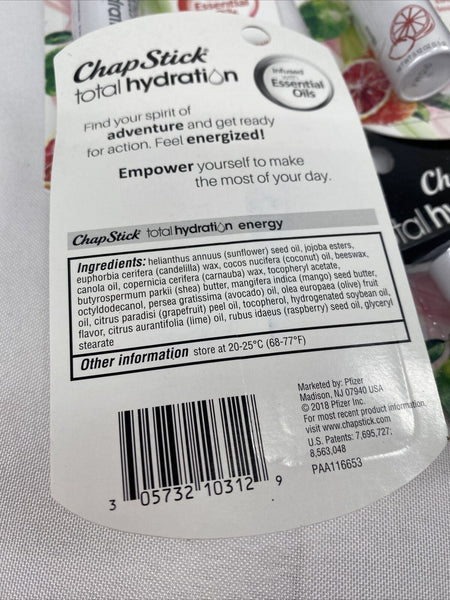 ChapStick®
total hydration
Infused with
Essential
Oils
Find your spirit of
adventure and get ready
for action. Feel energized!
Empower yourself to make
the most of your day.
ChapStick total hydration energy
Ingredients: helianthus annuus (sunflower) seed oil, jojoba esters,
euphorbia cerifera (candelilla) wax, cocos nucifera (coconut) oil, beeswax,
canola oil, copernicia cerifera (carnauba) wax, tocopheryl acetate,
butyrospermum parkii (shea) butter, mangifera indica (mango) seed butter,
octyldodecanol, persea gratissima (avocado) oil, olea europaea (olive) fruit
oil, citrus paradisi (grapefruit) peel oil, tocopherol, hydrogenated soybean oil,
flavor, citrus aurantifolia (lime) oil, rubus idaeus (raspberry) seed oil, glyceryl
stearate
Other information store at 20-25°C (68-77°F)
Marketed by: Pfizer
Madison, NJ 07940 USA
© 2018 Pfizer Inc.
For most recent product information,
visit www.chapstick.com
U.S. Patents: 7,695,727;
8,563,048
PAA116653
3 05732 10312 9
Essential
Oils
Ch
tal hy